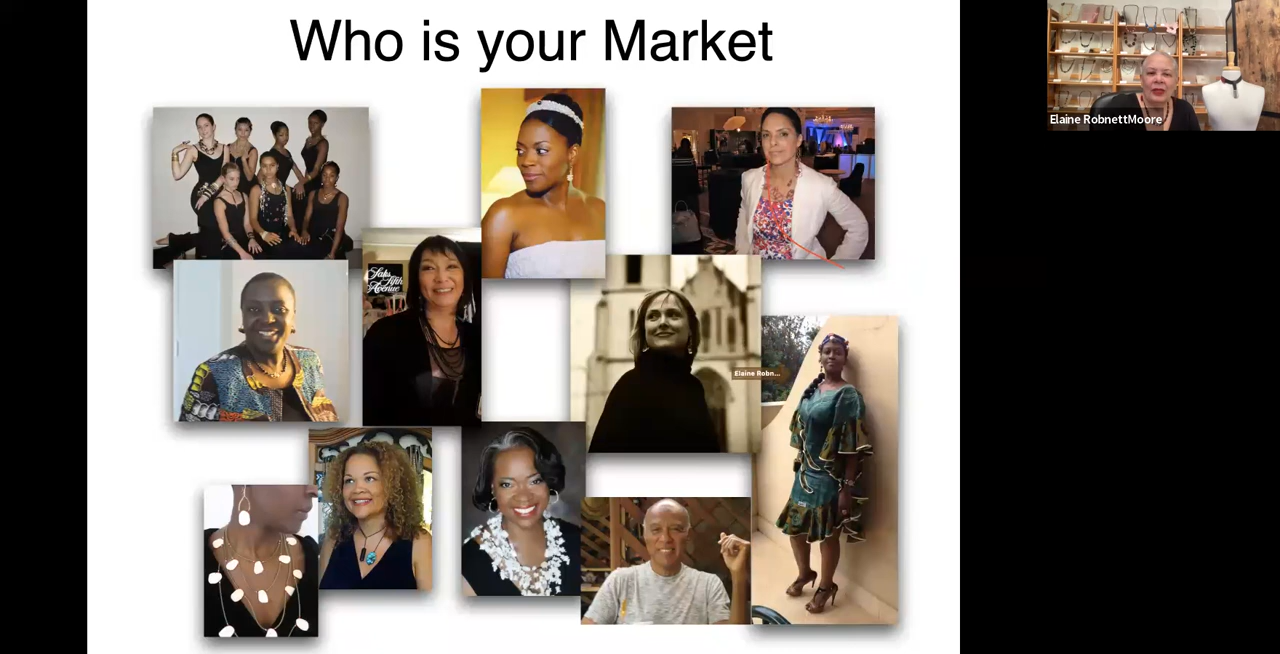 Who is your Market
Elaine RobnettMoore
Saks
Fifth
Avenue
Elaine Robn...